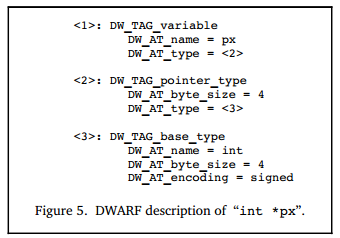 <1>: DW_TAG_variable
DW_AT_name = px
DW_AT_type = <2>
<2>: DW_TAG_pointer_type
DW_AT_byte_size = 4
DW_AT_type = <3>
<3>: DW_TAG_base_type
DW_AT_name = int
DW_AT_byte_size = 4
DW_AT_encoding = signed
Figure 5. DWARF description of “int *px”.